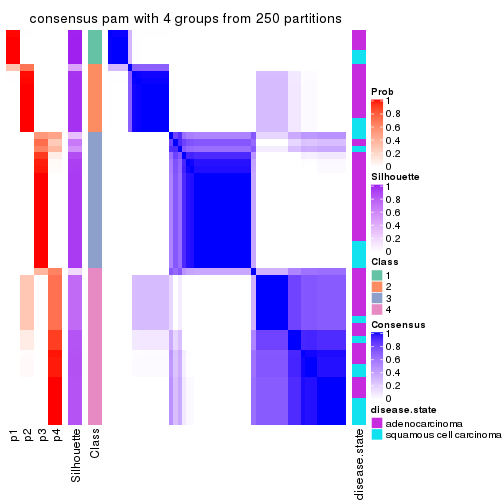 consensus pam with 4 groups from 250 partitions
Prob
1
0.8
0.6
0.4
0.2
0
Silhouette
1
0.8
0.6
0.4
0.2
0
Class
1
2
3
4
Consensus
1
0.8
0.6
0.4
0.2
0
disease.state
adenocarcinoma
squamous cell carcinoma
p1
p2
p3
p4
Silhouette
Class
disease.state